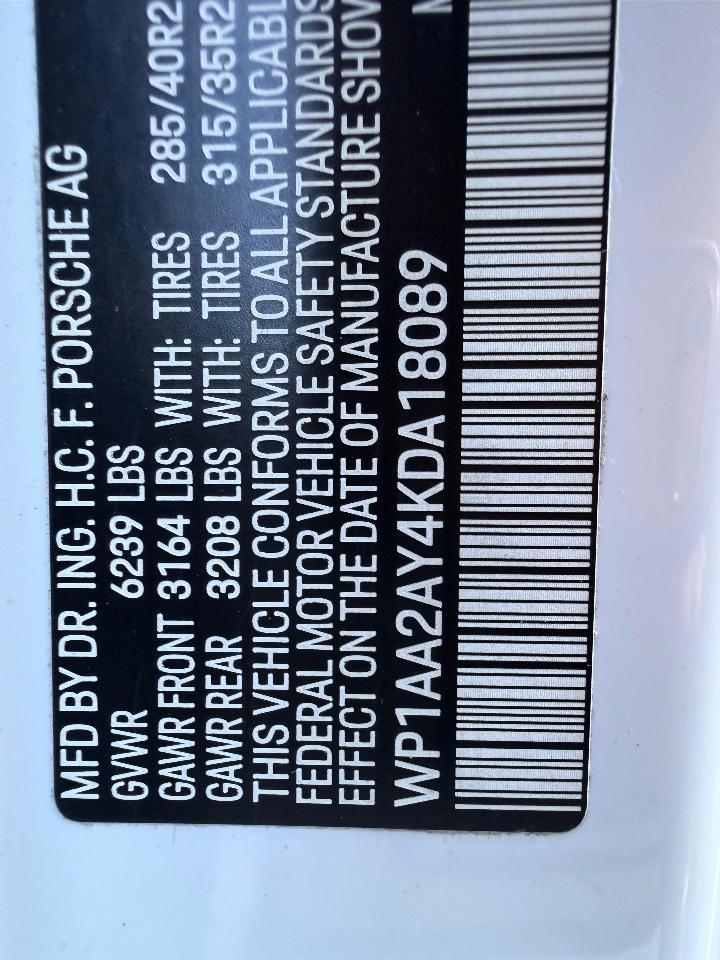 MFD BY DR. ING. H.C. F. PORSCHE AG
GVWR 6239 LBS
GAWR FRONT 3164 LBS WITH: TIRES 285/40R2
GAWR REAR 3208 LBS WITH: TIRES 315/35R2
THIS VEHICLE CONFORMS TO ALL APPLICABL
FEDERAL MOTOR VEHICLE SAFETY STANDARDS
EFFECT ON THE DATE OF MANUFACTURE SHOW
WP1AA2AY4KDA18089